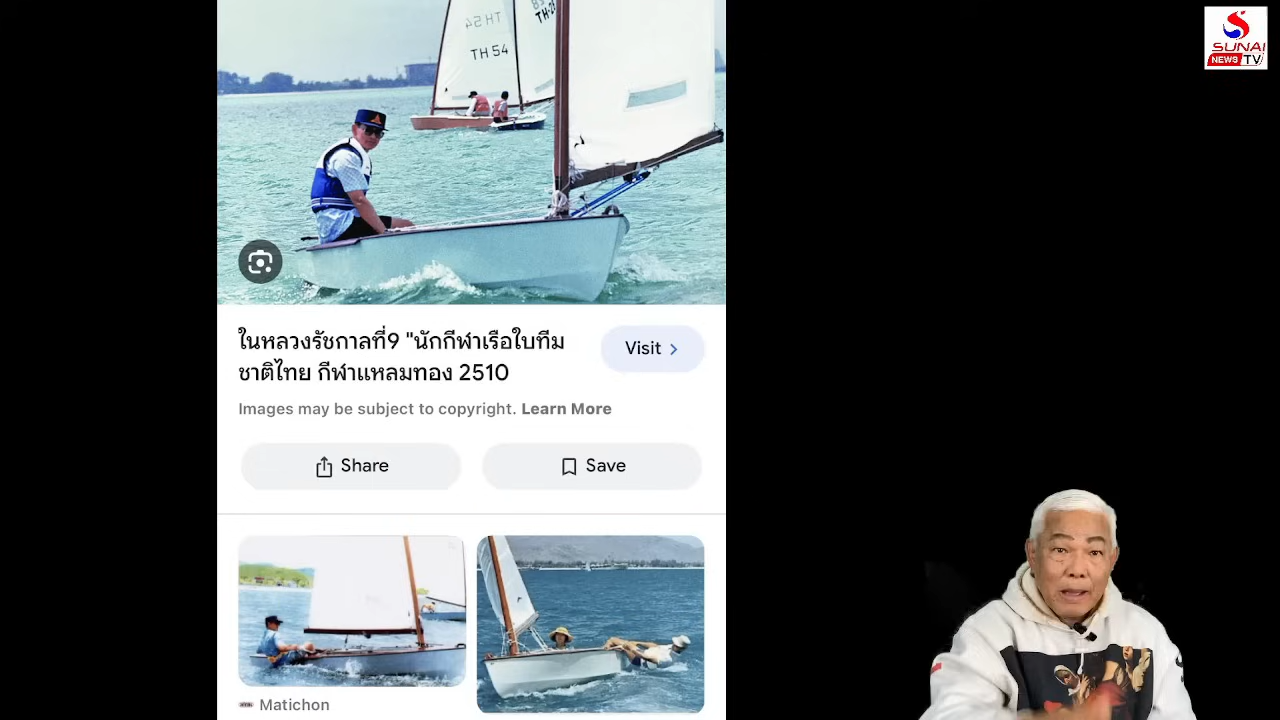 TH 54
TH-28
SUNAI
NEWS TV
ในหลวงรัชกาลที่9 "นักกีฬาเรือใบทีม
ชาติไทย กีฬาแหลมทอง 2510
Visit
Images may be subject to copyright. Learn More
Share
Save
Matichon